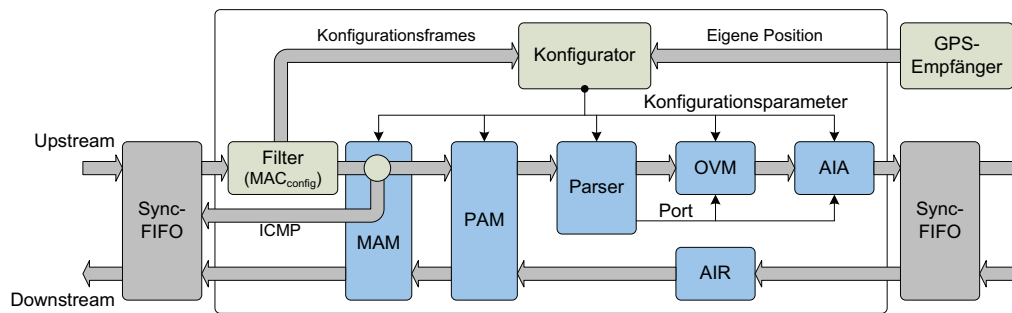 Konfigurationsframes
Konfigurator
Eigene Position
GPS-
Empfänger
Konfigurationsparameter
Upstream
Filter
(MACconfig)
Parser
OVM
AIA
Sync-
FIFO
ICMP
MAM
PAM
Port
Sync-
FIFO
AIR
Downstream